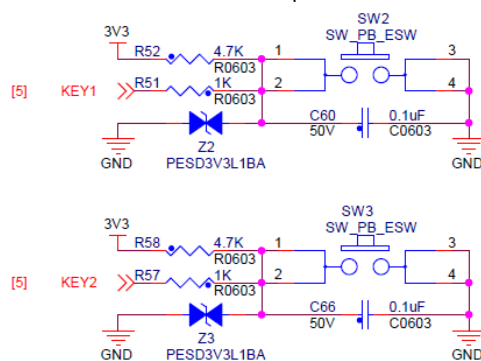 SW2
3V3 SW_PB_ESW
R52 4.7K 1 3
R0603
[5] KEY1 R51 1K 2 4
R0603
C60 0.1uF
GND Z2 50V C0603 GND
PESD3V3L1BA
SW3
3V3 SW_PB_ESW
R58 4.7K 1 3
R0603
[5] KEY2 R57 1K 2 4
R0603
C66 0.1uF
GND Z3 50V C0603 GND
PESD3V3L1BA